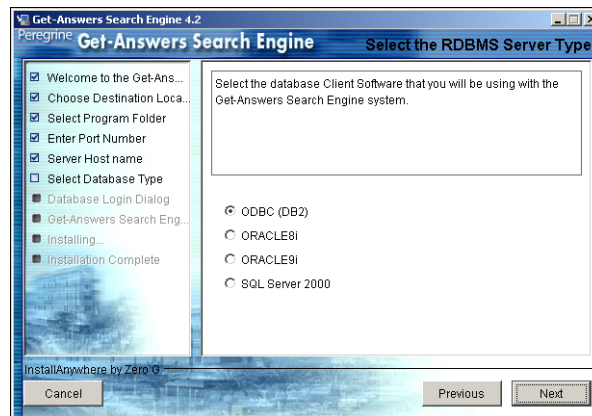 Get-Answers Search Engine 4.2
Peregrine Get-Answers Search Engine
Select the RDBMS Server Type
Welcome to the Get-Ans...
Choose Destination Loca...
Select Program Folder
Enter Port Number
Server Host name
Select Database Type
Database Login Dialog
Get-Answers Search Eng...
Installing...
Installation Complete
Select the database Client Software that you will be using with the
Get-Answers Search Engine system.
ODBC (DB2)
ORACLE8i
ORACLE9i
SQL Server 2000
InstallAnywhere by Zero G
Cancel
Previous
Next